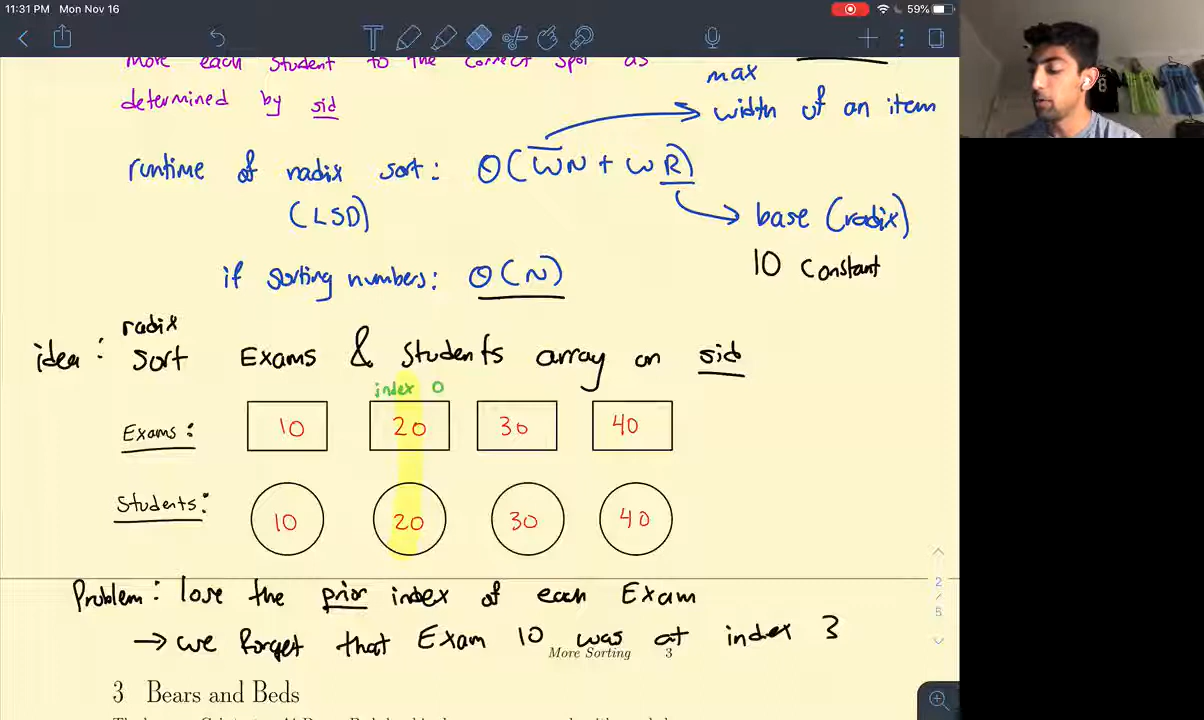 11:31 PM Mon Nov 16
59%
move each student to the correct spot as
determined by sid
max
width of an item
runtime of radix sort: Θ(WN + WR)
(LSD)
base (radix)
10 constant
if sorting numbers: Θ(N)
idea: radix sort Exams & Students array on sid
index 0
Exams: 10 20 30 40
Students: 10 20 30 40
Problem: lose the prior index of each Exam
→ we forget that Exam 10 was at index 3
More Sorting 3
3 Bears and Beds
2
/
5
8